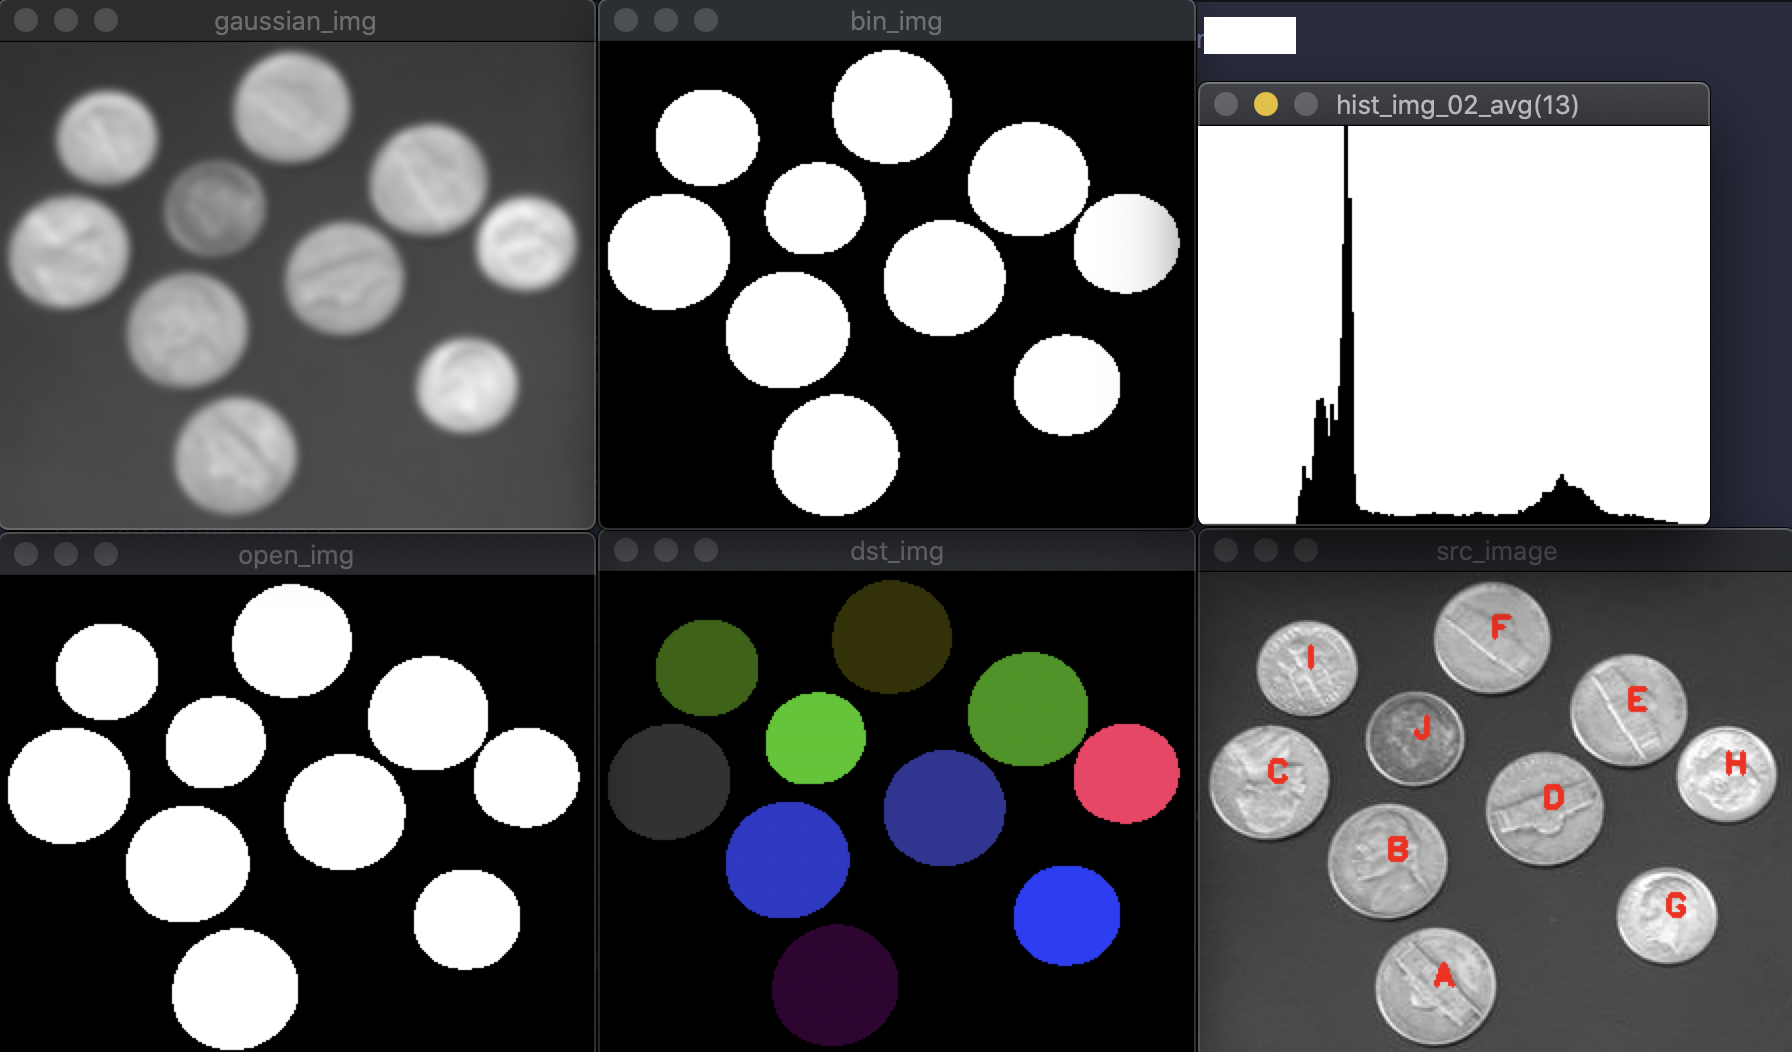 gaussian_img
bin_img
hist_img_02_avg(13)
open_img
dst_img
src_image
F
I
E
J
H
C
D
B
G
A